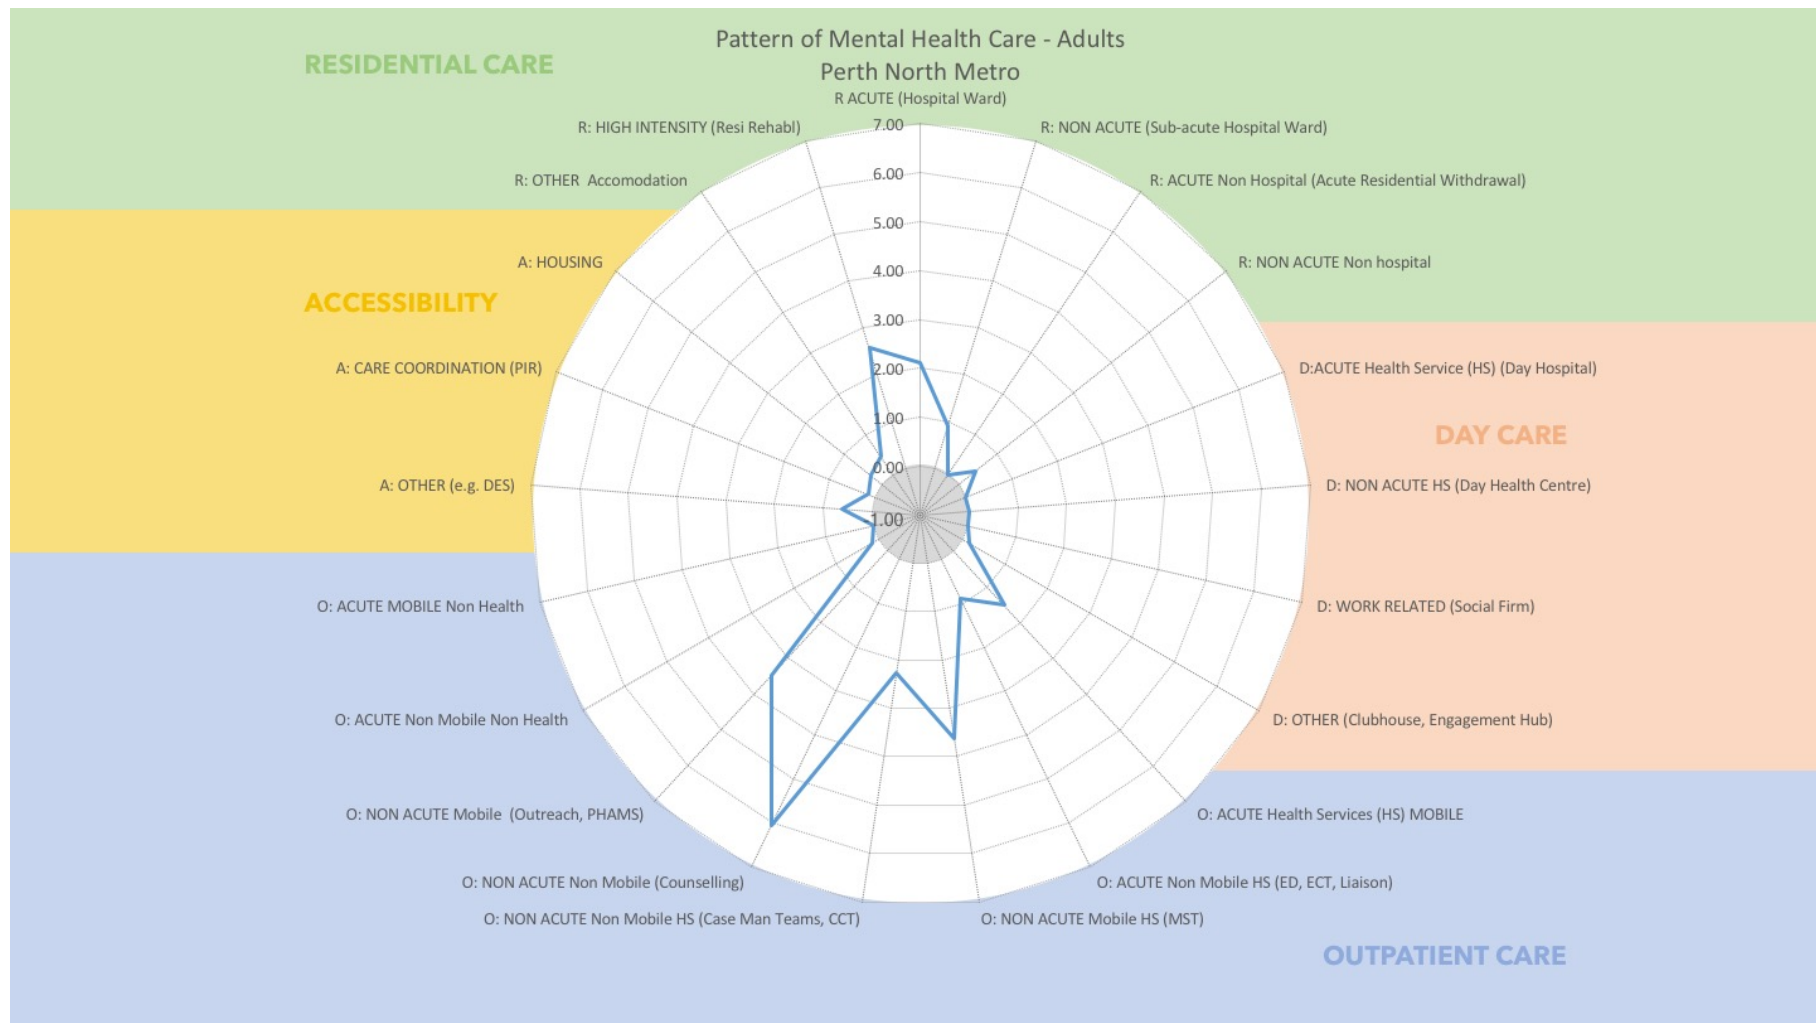 Pattern of Mental Health Care - Adults
Perth North Metro
RESIDENTIAL CARE
R ACUTE (Hospital Ward)
R: HIGH INTENSITY (Resi Rehabl)
7.00
R: NON ACUTE (Sub-acute Hospital Ward)
R: OTHER  Accomodation
6.00
R: ACUTE Non Hospital (Acute Residential Withdrawal)
5.00
A: HOUSING
4.00
R: NON ACUTE Non hospital
ACCESSIBILITY
3.00
A: CARE COORDINATION (PIR)
2.00
D:ACUTE Health Service (HS) (Day Hospital)
1.00
DAY CARE
0.00
A: OTHER (e.g. DES)
D: NON ACUTE HS (Day Health Centre)
-1.00
O: ACUTE MOBILE Non Health
D: WORK RELATED (Social Firm)
O: ACUTE Non Mobile Non Health
D: OTHER (Clubhouse, Engagement Hub)
O: NON ACUTE Mobile  (Outreach, PHAMS)
O: ACUTE Health Services (HS) MOBILE
O: NON ACUTE Non Mobile (Counselling)
O: ACUTE Non Mobile HS (ED, ECT, Liaison)
O: NON ACUTE Non Mobile HS (Case Man Teams, CCT)
O: NON ACUTE Mobile HS (MST)
OUTPATIENT CARE